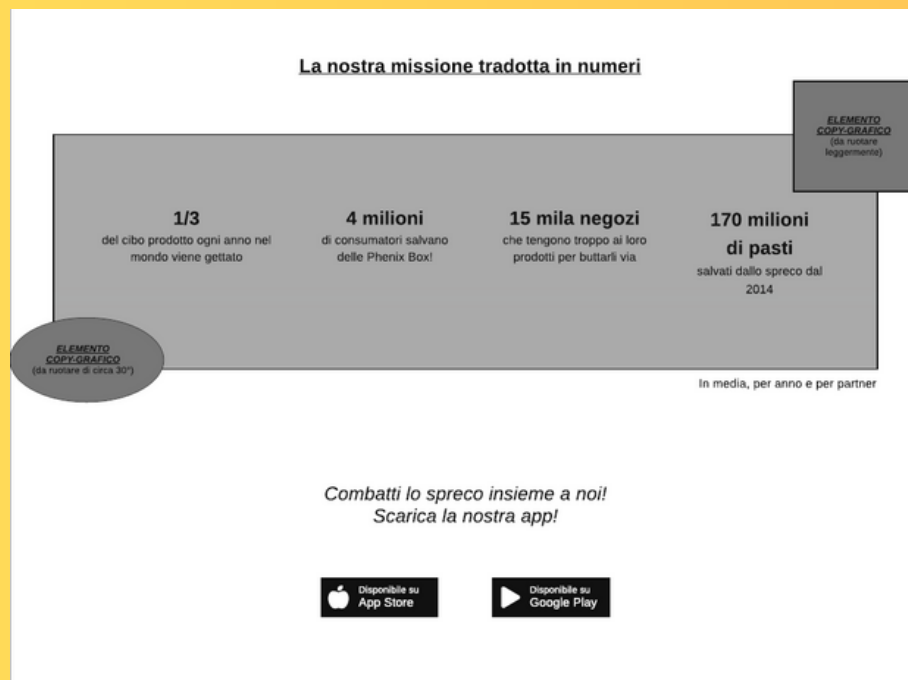 La nostra missione tradotta in numeri
ELEMENTO
COPY-GRAFICO
(da ruotare
leggermente)
1/3
del cibo prodotto ogni anno nel
mondo viene gettato
4 milioni
di consumatori salvano
delle Phenix Box!
15 mila negozi
che tengono troppo ai loro
prodotti per buttarli via
170 milioni
di pasti
salvati dallo spreco dal
2014
ELEMENTO
COPY-GRAFICO
(da ruotare di circa 30°)
In media, per anno e per partner
Combatti lo spreco insieme a noi!
Scarica la nostra app!
Disponibile su
App Store
Disponibile su
Google Play